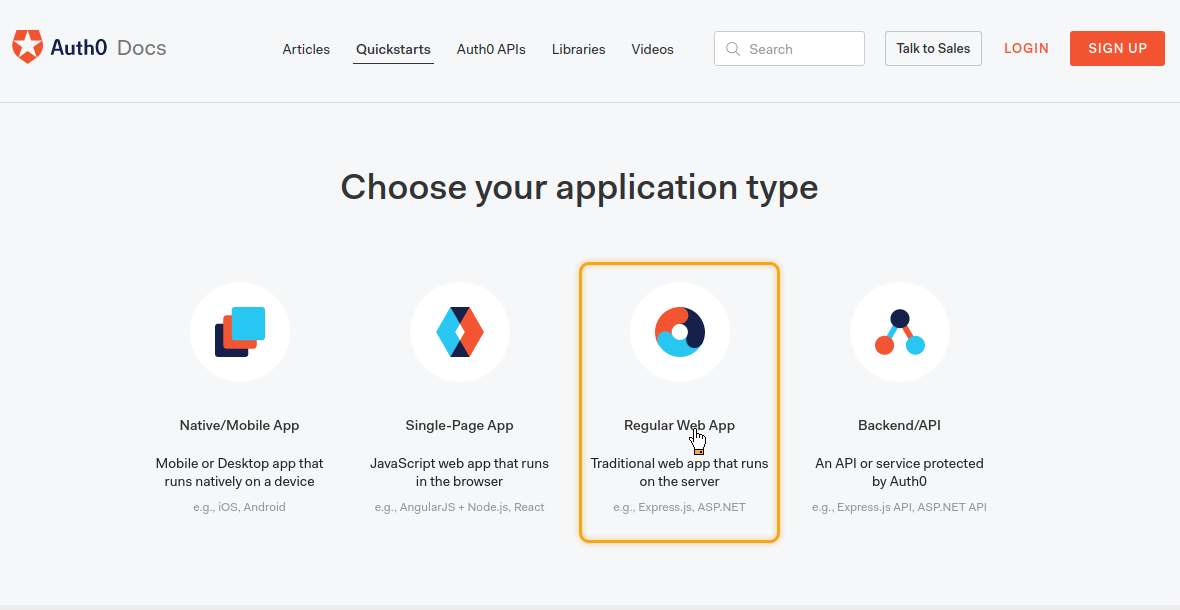 Auth0 Docs
Articles Quickstarts Auth0 APIs Libraries Videos Search Talk to Sales LOGIN SIGN UP
Choose your application type
Native/Mobile App
Mobile or Desktop app that
runs natively on a device
e.g., iOS, Android
Single-Page App
JavaScript web app that runs
in the browser
e.g., AngularJS + Node.js, React
Regular Web App
Traditional web app that runs
on the server
e.g., Express.js, ASP.NET
Backend/API
An API or service protected
by Auth0
e.g., Express.js API, ASP.NET API